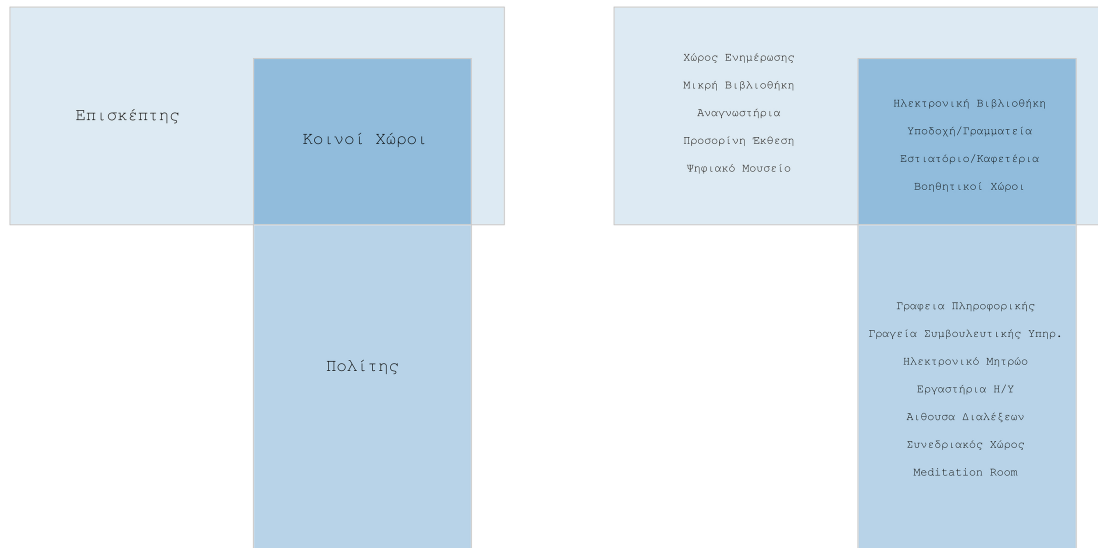 Επισκέπτης
Κοινοί Χώροι
Πολίτης
Χώρος Ενημέρωσης
Μικρή Βιβλιοθήκη
Αναγνωστήρια
Προσορίνη Έκθεση
Ψηφιακό Μουσείο
Ηλεκτρονική Βιβλιοθήκη
Υποδοχή/Γραμματεία
Εστιατόριο/Καφετέρια
Βοηθητικοί Χώροι
Γραφεια Πληροφορικής
Γραγεία Συμβουλευτικής Υπηρ.
Ηλεκτρονικό Μητρώο
Εργαστήρια Η/Υ
Αιθουσα Διαλέξεων
Συνεδριακός Χώρος
Meditation Room